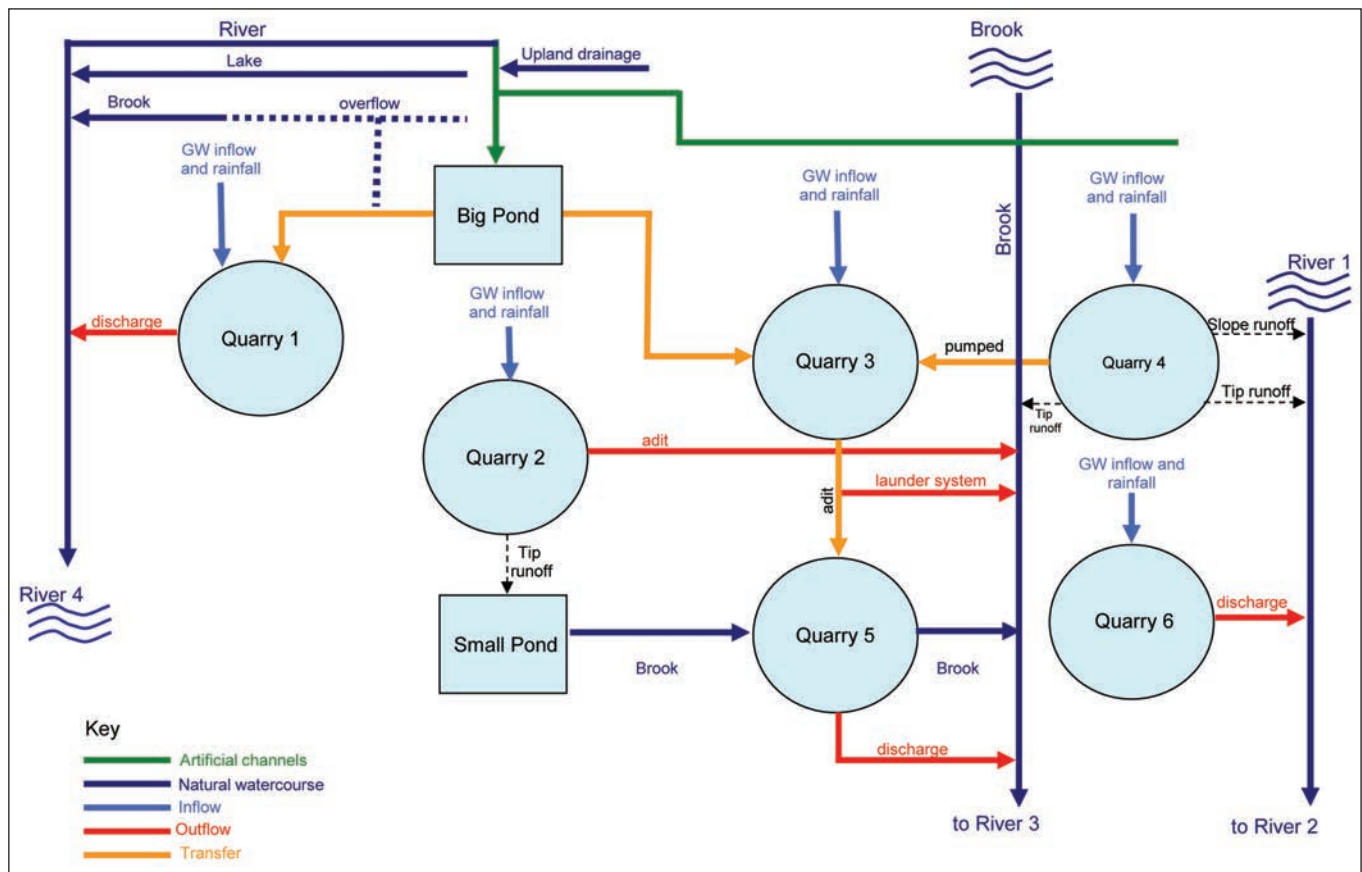 River
Brook
Lake
Upland drainage
Brook
overflow
GW inflow
and rainfall
GW inflow
and rainfall
GW inflow
and rainfall
Big Pond
Brook
River 1
GW inflow
and rainfall
discharge
Quarry 1
Slope runoff
pumped
Quarry 3
Quarry 4
Tip runoff
Tip
runoff
adit
Quarry 2
GW inflow and
rainfall
launder system
adit
Tip
runoff
River 4
discharge
Small Pond
Quarry 5
Quarry 6
Brook
Brook
Key
discharge
Artificial channels
Natural watercourse
Inflow
Outflow
Transfer
to River 3
to River 2